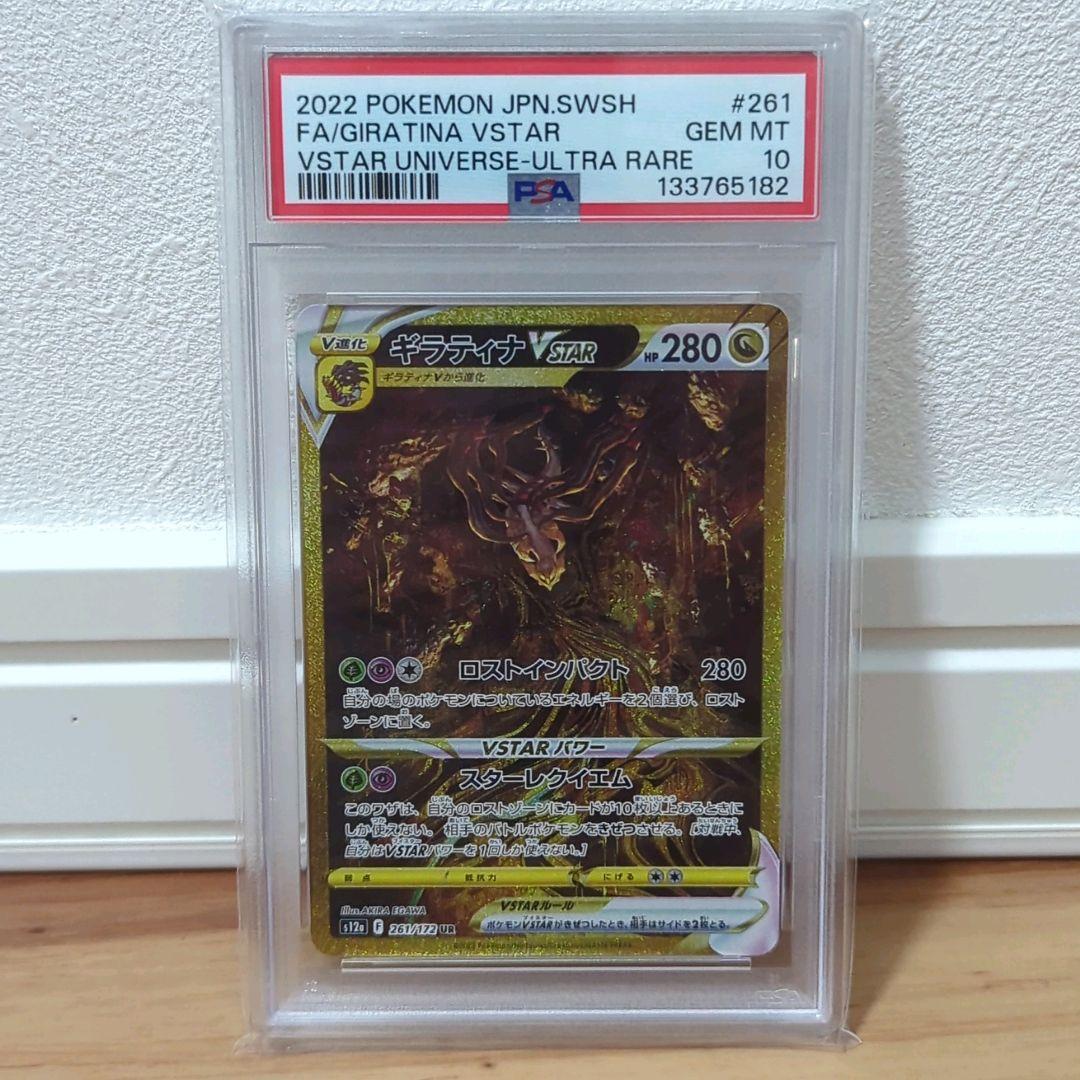 2022 POKEMON JPN.SWSH #261
FA/GIRATINA VSTAR GEM MT
VSTAR UNIVERSE-ULTRA RARE 10
PSA 133765182
V進化 ギラティナVSTAR HP 280
ギラティナVから進化
ロストインパクト 280
自分の場のポケモンについているエネルギーを2個選び、ロスト
ゾーンに置く。
VSTARパワー
スターレクイエム
このワザは、自分のロストゾーンにカードが10枚以上あるときに
しか使えない。相手のバトルポケモンをきぜつさせる。[対戦中、
自分はVSTARパワーを1回しか使えない。]
弱点 抵抗力 にげる
Illus.AKIRA EGAWA
VSTARルール
ポケモンVSTARがきぜつしたとき、相手はサイドを2枚とる。
s12a F 261/172 UR